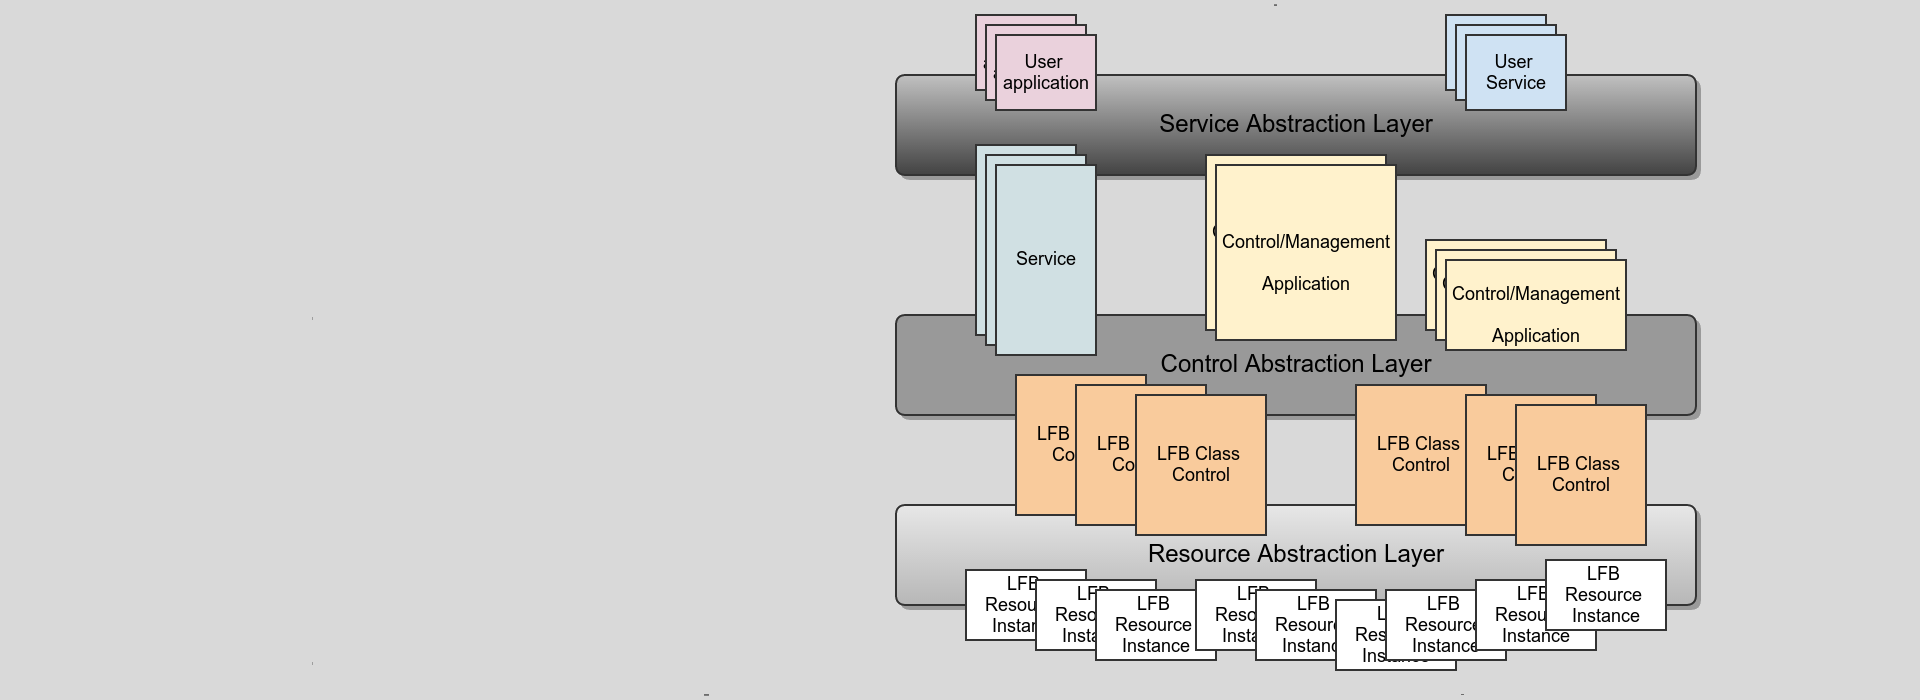 User
application
User
Service
Service Abstraction Layer
Service
Control/Management
Application
Control/Management
Application
Control Abstraction Layer
LFB
Co
LFB
Co
LFB Class
Control
LFB Class
Control
LFB
C
LFB Class
Control
Resource Abstraction Layer
LFB
Resou
Instan
LFB
Reso
Insta
LFB
Resource
Instance
LFB
Reso
Insta
LFB
Resour
Instanc
L
Res
Instance
LFB
Resource
Instance
LFB
Resou
Instance
LFB
Resource
Instance